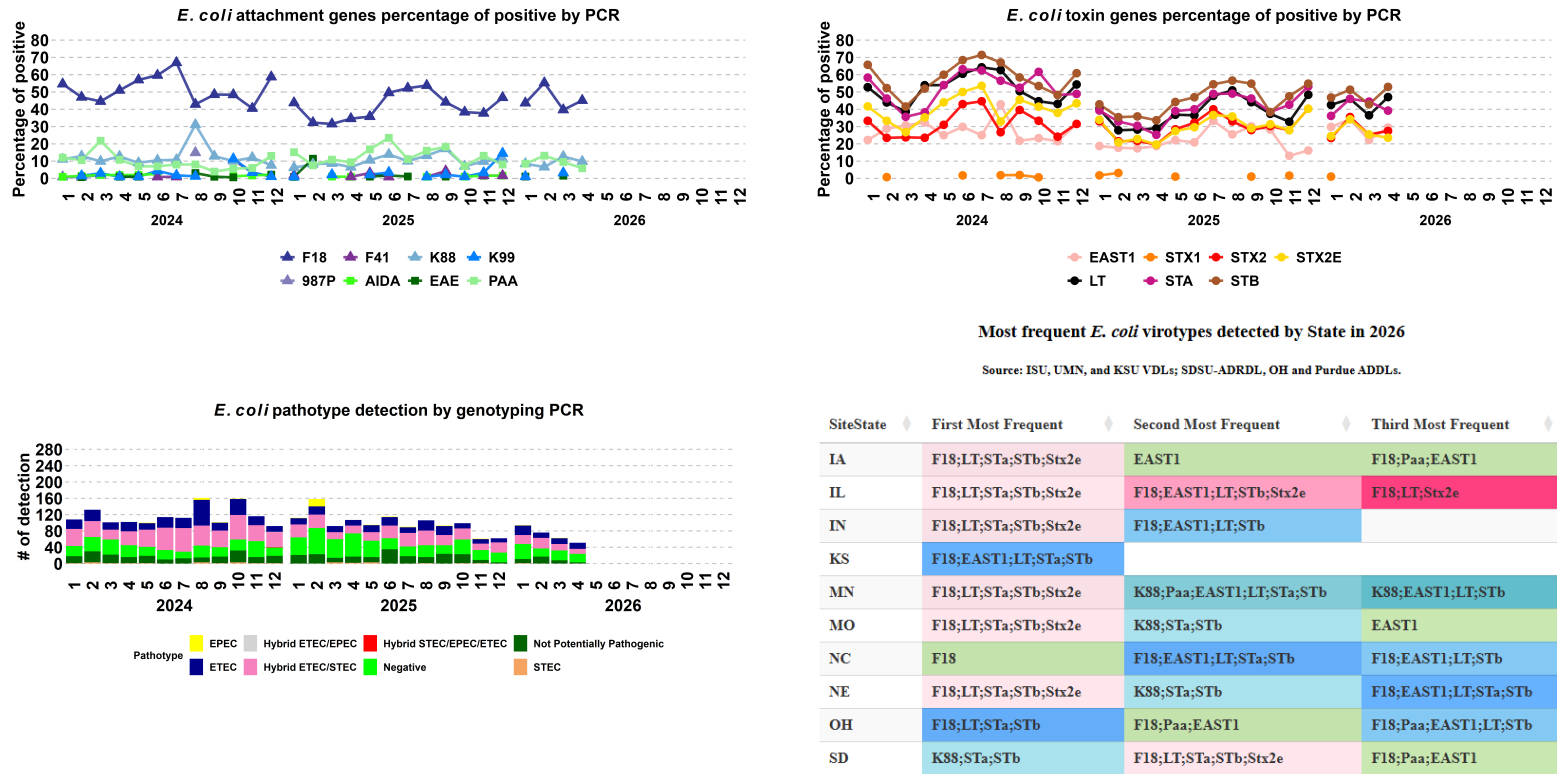 E. coli attachment genes percentage of positive by PCR
Percentage of positive
80
70
60
50
40
30
20
10
0
1 2 3 4 5 6 7 8 9 10 11 12 1 2 3 4 5 6 7 8 9 10 11 12 1 2 3 4 5 6 7 8 9 10 11 12
2024 2025 2026
F18 F41 K88 K99
987P AIDA EAE PAA
E. coli toxin genes percentage of positive by PCR
Percentage of positive
80
70
60
50
40
30
20
10
0
1 2 3 4 5 6 7 8 9 10 11 12 1 2 3 4 5 6 7 8 9 10 11 12 1 2 3 4 5 6 7 8 9 10 11 12
2024 2025 2026
EAST1 STX1 STX2 STX2E
LT STA STB
E. coli pathotype detection by genotyping PCR
# of detection
280
240
200
160
120
80
40
0
1 2 3 4 5 6 7 8 9 10 11 12 1 2 3 4 5 6 7 8 9 10 11 12 1 2 3 4 5 6 7 8 9 10 11 12
2024 2025 2026
Pathotype
EPEC Hybrid ETEC/EPEC Hybrid STEC/EPEC/ETEC Not Potentially Pathogenic
ETEC Hybrid ETEC/STEC Negative STEC
Most frequent E. coli virotypes detected by State in 2026
Source: ISU, UMN, and KSU VDLs; SDSU-ADRDL, OH and Purdue ADDLs.
SiteState First Most Frequent Second Most Frequent Third Most Frequent
IA F18;LT;STa;STb;Stx2e EAST1 F18;Paa;EAST1
IL F18;LT;STa;STb;Stx2e F18;EAST1;LT;STb;Stx2e F18;LT;Stx2e
IN F18;LT;STa;STb;Stx2e F18;EAST1;LT;STb
KS F18;EAST1;LT;STa;STb
MN F18;LT;STa;STb;Stx2e K88;Paa;EAST1;LT;STa;STb K88;EAST1;LT;STb
MO F18;LT;STa;STb;Stx2e K88;STa;STb EAST1
NC F18 F18;EAST1;LT;STa;STb F18;EAST1;LT;STb
NE F18;LT;STa;STb;Stx2e K88;STa;STb F18;EAST1;LT;STa;STb
OH F18;LT;STa;STb F18;Paa;EAST1 F18;Paa;EAST1;LT;STb
SD K88;STa;STb F18;LT;STa;STb;Stx2e F18;Paa;EAST1